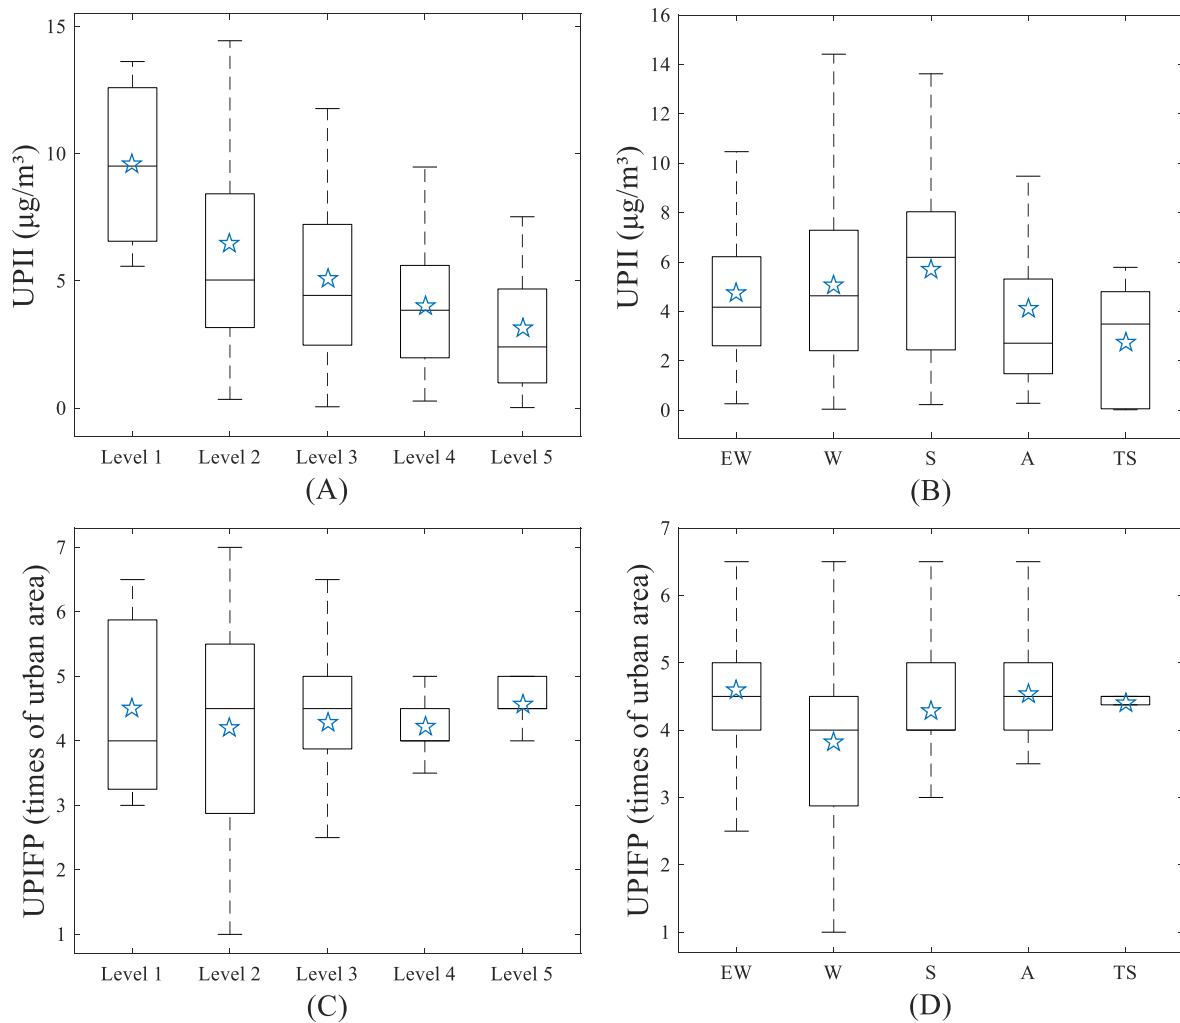 UPII (μg/m³)
15
10
5
0
Level 1 Level 2 Level 3 Level 4 Level 5
(A)
UPII (μg/m³)
16
14
12
10
8
6
4
2
0
EW W S A TS
(B)
UPIFP (times of urban area)
7
6
5
4
3
2
1
Level 1 Level 2 Level 3 Level 4 Level 5
(C)
UPIFP (times of urban area)
7
6
5
4
3
2
1
EW W S A TS
(D)